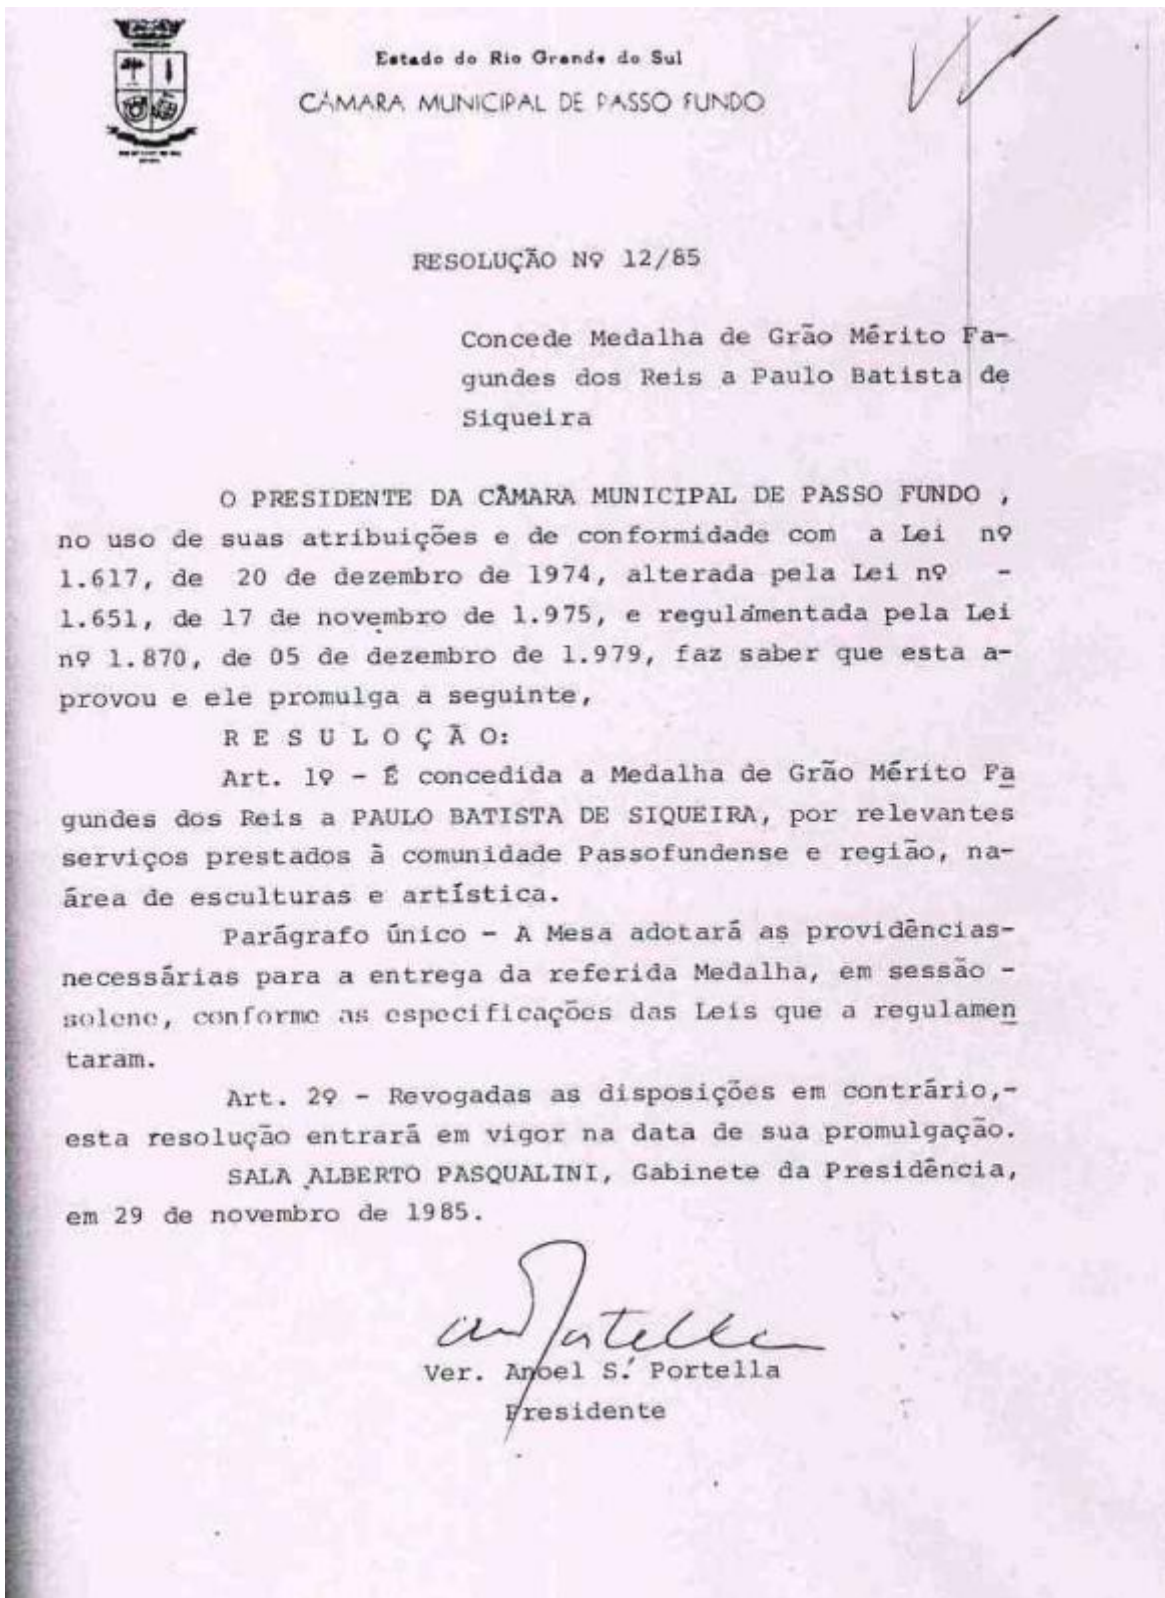 Estado do Rio Grande do Sul
CÂMARA MUNICIPAL DE PASSO FUNDO
RESOLUÇÃO Nº 12/85
Concede Medalha de Grão Mérito Fa-
gundes dos Reis a Paulo Batista de
Siqueira
O PRESIDENTE DA CÂMARA MUNICIPAL DE PASSO FUNDO ,
no uso de suas atribuições e de conformidade com a Lei nº
1.617, de 20 de dezembro de 1974, alterada pela Lei nº -
1.651, de 17 de novembro de 1.975, e regulamentada pela Lei
nº 1.870, de 05 de dezembro de 1.979, faz saber que esta a-
provou e ele promulga a seguinte,
R E S U L O Ç Ã O:
Art. 1º - É concedida a Medalha de Grão Mérito Fa
gundes dos Reis a PAULO BATISTA DE SIQUEIRA, por relevantes
serviços prestados à comunidade Passofundense e região, na-
área de esculturas e artística.
Parágrafo único - A Mesa adotará as providências-
necessárias para a entrega da referida Medalha, em sessão -
solene, conforme as especificações das Leis que a regulamen
taram.
Art. 2º - Revogadas as disposições em contrário,-
esta resolução entrará em vigor na data de sua promulgação.
SALA ALBERTO PASQUALINI, Gabinete da Presidência,
em 29 de novembro de 1985.
Portella
Ver. Anoel S. Portella
Presidente